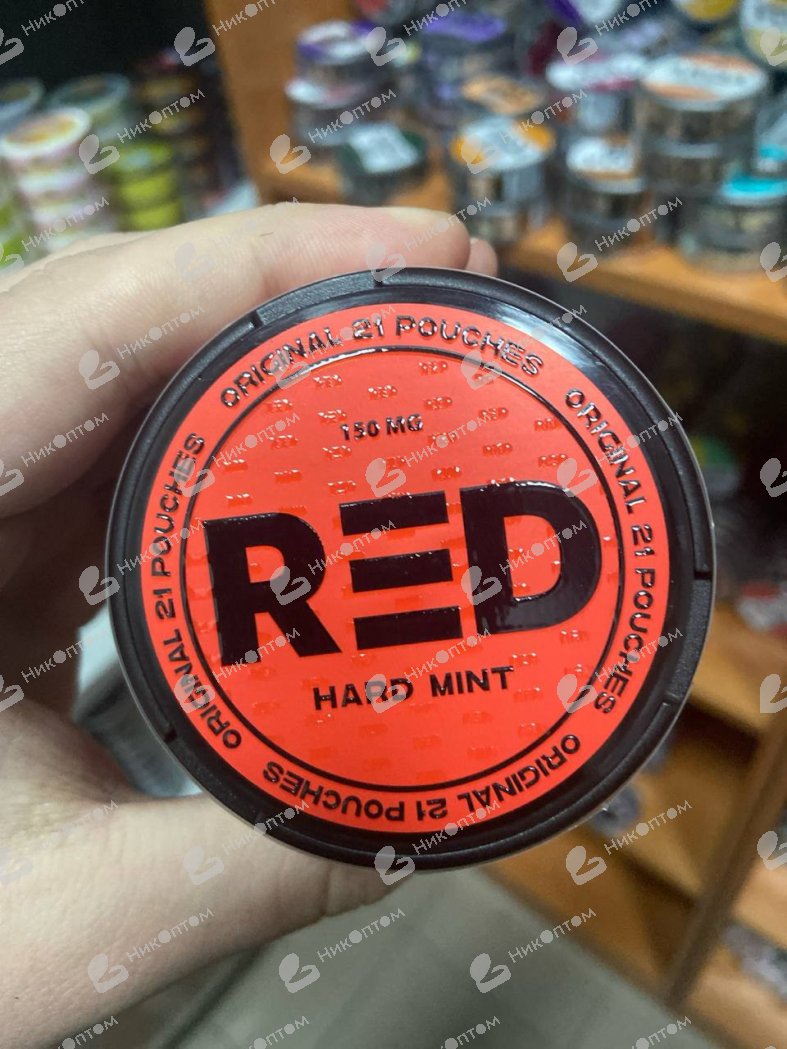 ORIGINAL 21 POUCHES
ORIGINAL 21 POUCHES
ORIGINAL 21 POUCHES
ORIGINAL 21 POUCHES
150 MG
RED
HARD MINT
НикОптом